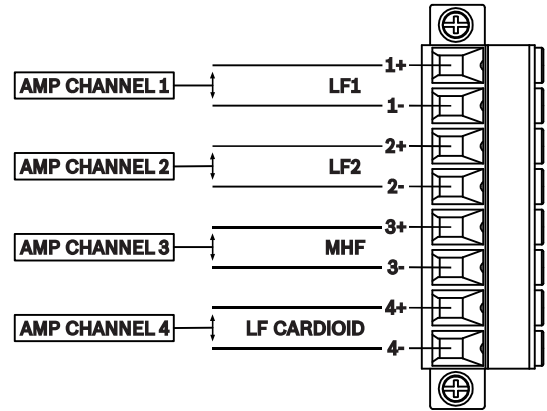 1+
AMP CHANNEL 1 LF1
1-
2+
AMP CHANNEL 2 LF2
2-
3+
AMP CHANNEL 3 MHF
3-
4+
AMP CHANNEL 4 LF CARDIOID
4-